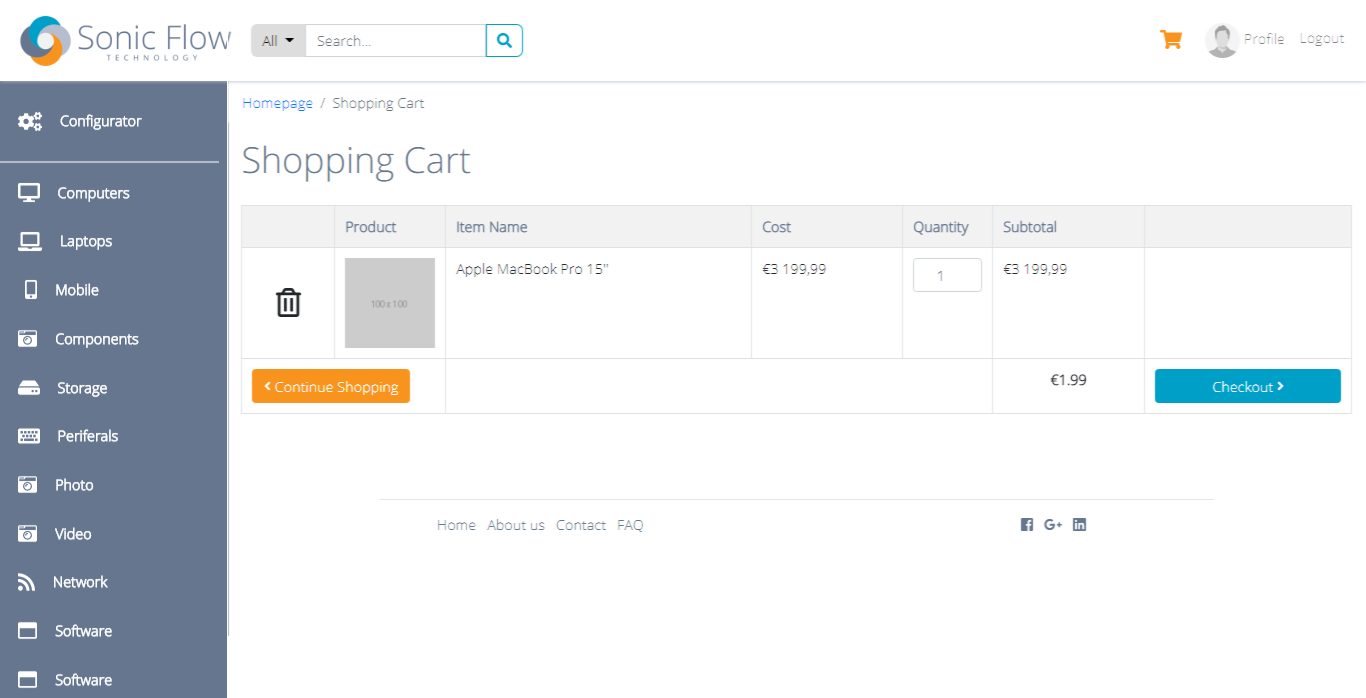 Sonic Flow
TECHNOLOGY
All
Search...
Profile
Logout
Configurator
Computers
Laptops
Mobile
Components
Storage
Periferals
Photo
Video
Network
Software
Software
Homepage / Shopping Cart
Shopping Cart
Product Item Name Cost Quantity Subtotal
100 x 100 Apple MacBook Pro 15" €3 199,99 1 €3 199,99
Continue Shopping €1.99 Checkout
Home About us Contact FAQ
G+ in